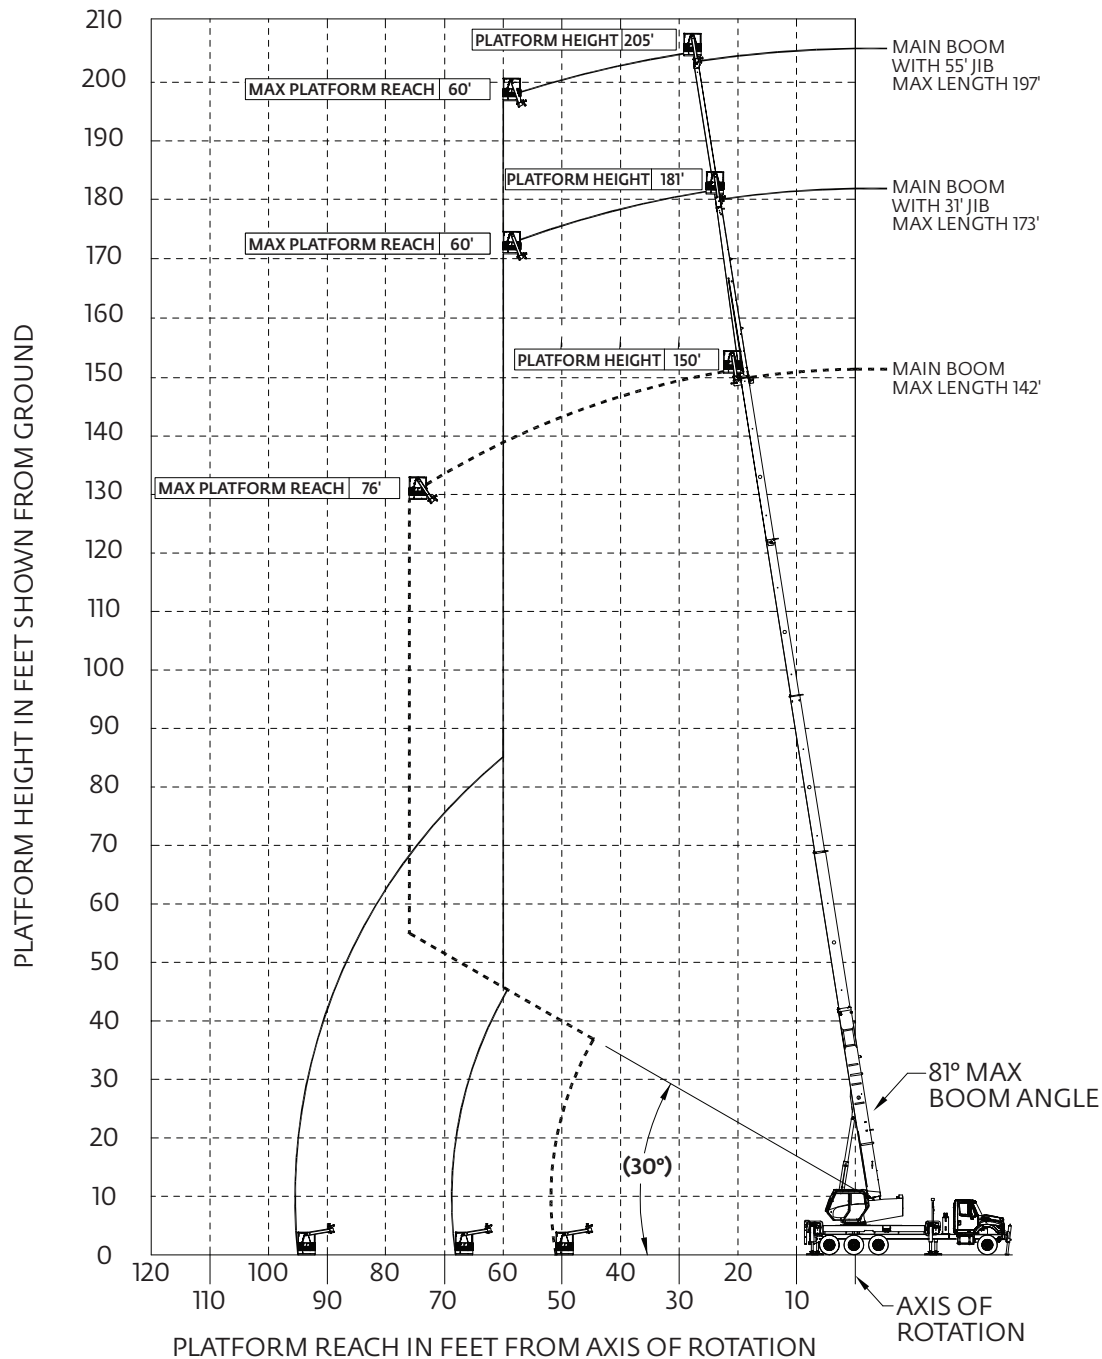 210
PLATFORM HEIGHT 205'
MAIN BOOM
WITH 55' JIB
MAX LENGTH 197'
200
MAX PLATFORM REACH 60'
190
180
PLATFORM HEIGHT 181'
MAIN BOOM
WITH 31' JIB
MAX LENGTH 173'
170
MAX PLATFORM REACH 60'
160
150
PLATFORM HEIGHT 150'
MAIN BOOM
MAX LENGTH 142'
140
130
MAX PLATFORM REACH 76'
120
110
100
90
80
70
60
50
40
30
20
10
0
PLATFORM HEIGHT IN FEET SHOWN FROM GROUND
81° MAX
BOOM ANGLE
(30°)
120 100 80 60 40 20
110 90 70 50 30 10
AXIS OF
ROTATION
PLATFORM REACH IN FEET FROM AXIS OF ROTATION